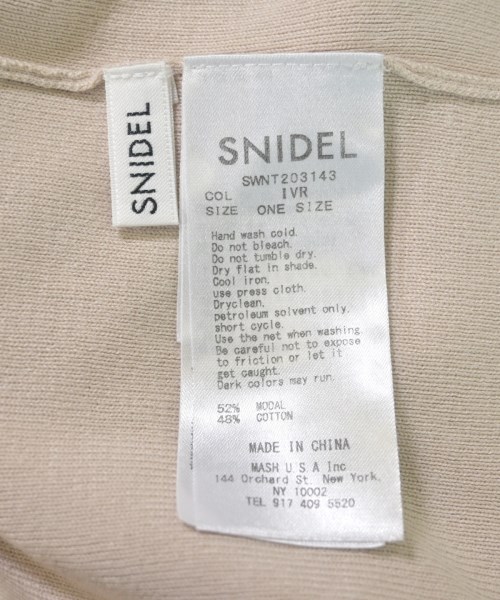 SNIDEL
SNIDEL
SWNT203143
COL IVR
SIZE ONE SIZE
Hand wash cold.
Do not bleach.
Do not tumble dry.
Dry flat in shade.
Cool iron,
use press cloth.
Dryclean,
petroleum solvent only.
short cycle.
Use the net when washing.
Be careful not to expose
to friction or let it
get caught.
Dark colors may run.
52% MODAL
48% COTTON
MADE IN CHINA
MASH U S A Inc
144 Orchard St. New York,
NY 10002
TEL 917 409 5520